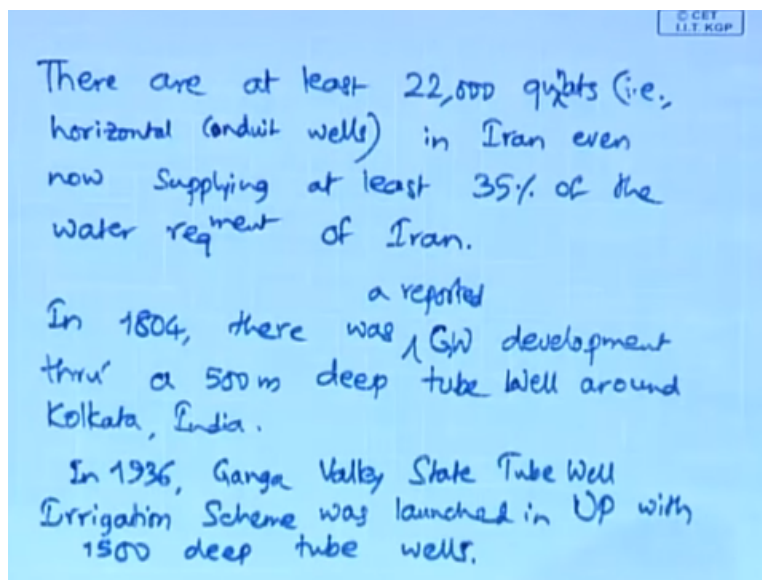 © CET
I.I.T. KGP
There are at least 22,000 (i.e.,
horizontal conduit wells) in Iran even
now supplying at least 35% of the
water reqment of Iran.
a reported
In 1804, there was ∧ GW development
thru' a 500 m deep tube well around
Kolkata, India.
In 1936, Ganga Valley State Tube Well
Irrigation Scheme was launched in UP with
1500 deep tube wells.